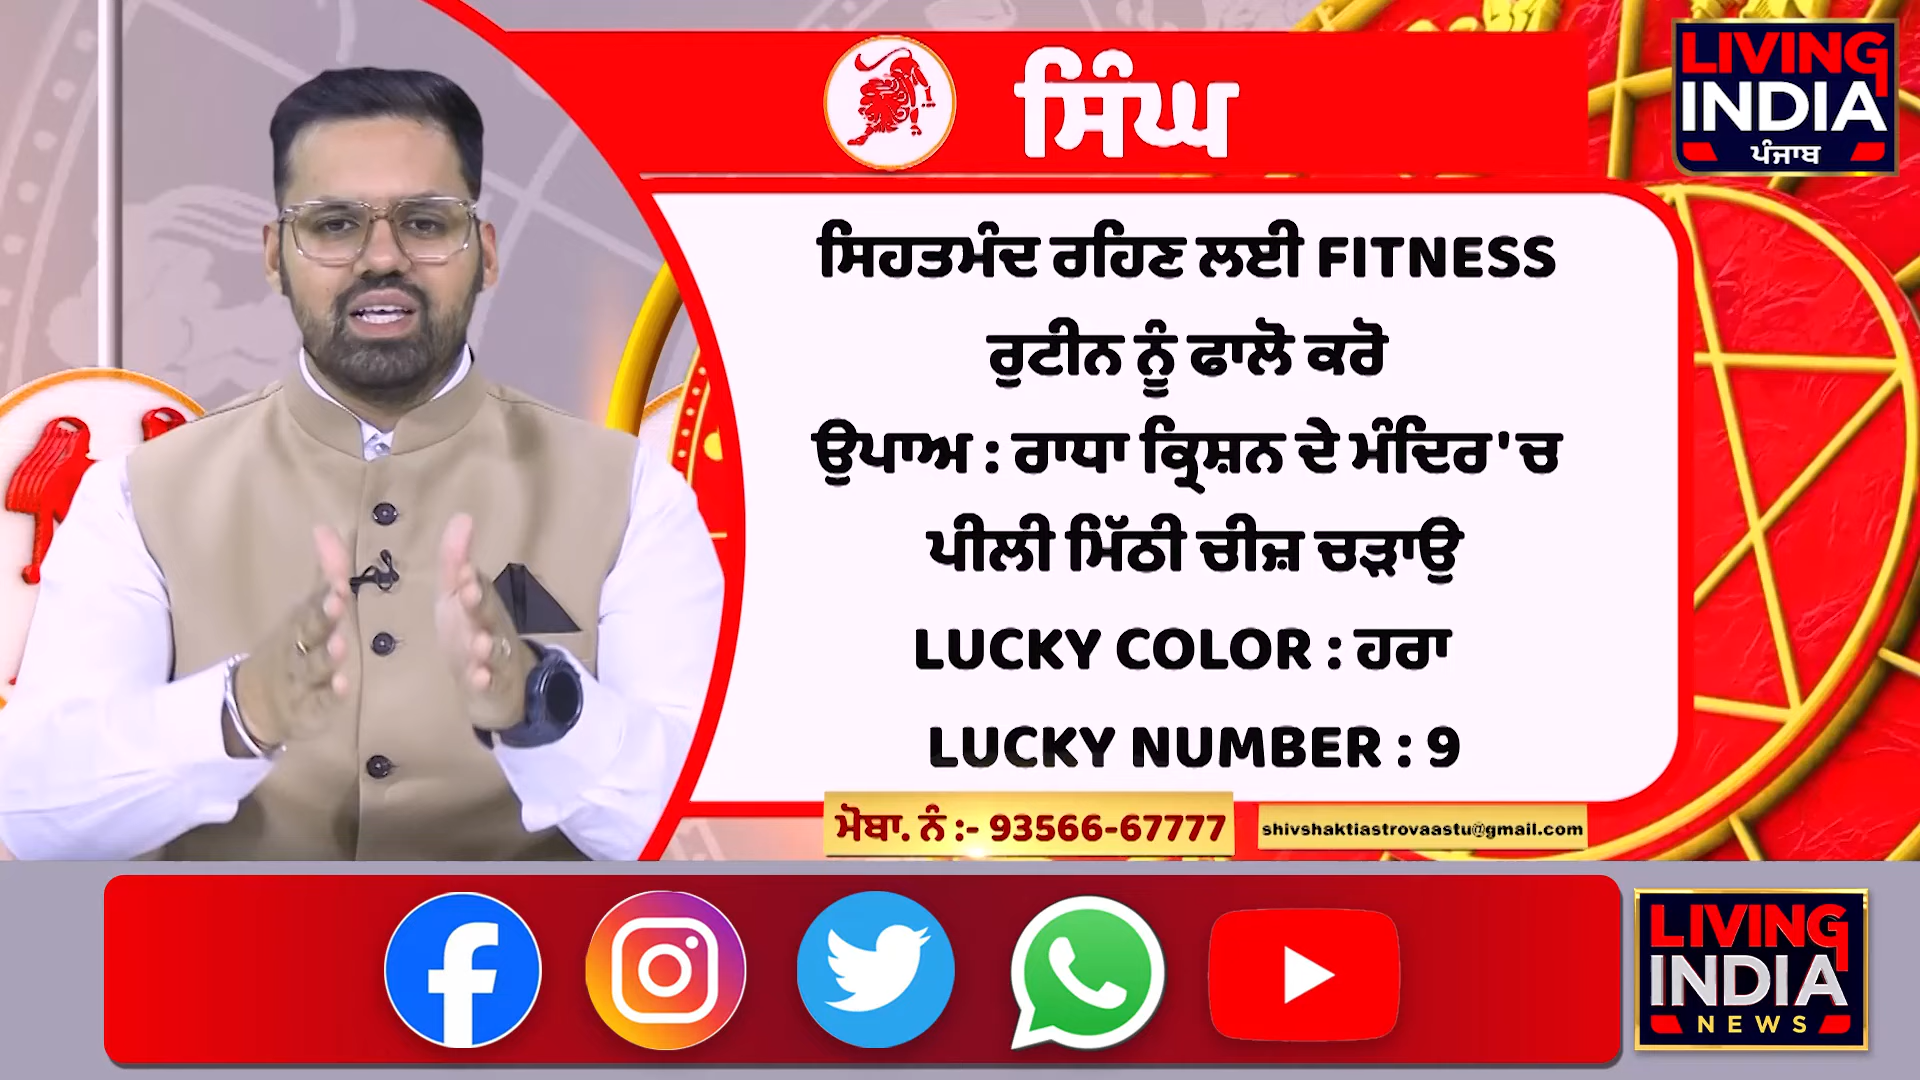 ਸਿੰਘ
LIVING
INDIA
ਪੰਜਾਬ
ਸਿਹਤਮੰਦ ਰਹਿਣ ਲਈ FITNESS
ਰੁਟੀਨ ਨੂੰ ਫਾਲੋ ਕਰੋ
ਉਪਾਅ : ਰਾਧਾ ਕ੍ਰਿਸ਼ਨ ਦੇ ਮੰਦਿਰ'ਚ
ਪੀਲੀ ਮਿੱਠੀ ਚੀਜ਼ ਚੜਾਉ
LUCKY COLOR : ਹਰਾ
LUCKY NUMBER : 9
ਮੋਬਾ. ਨੰ :- 93566-67777
shivshaktiastrovaastu@gmail.com
LIVING
INDIA
NEWS